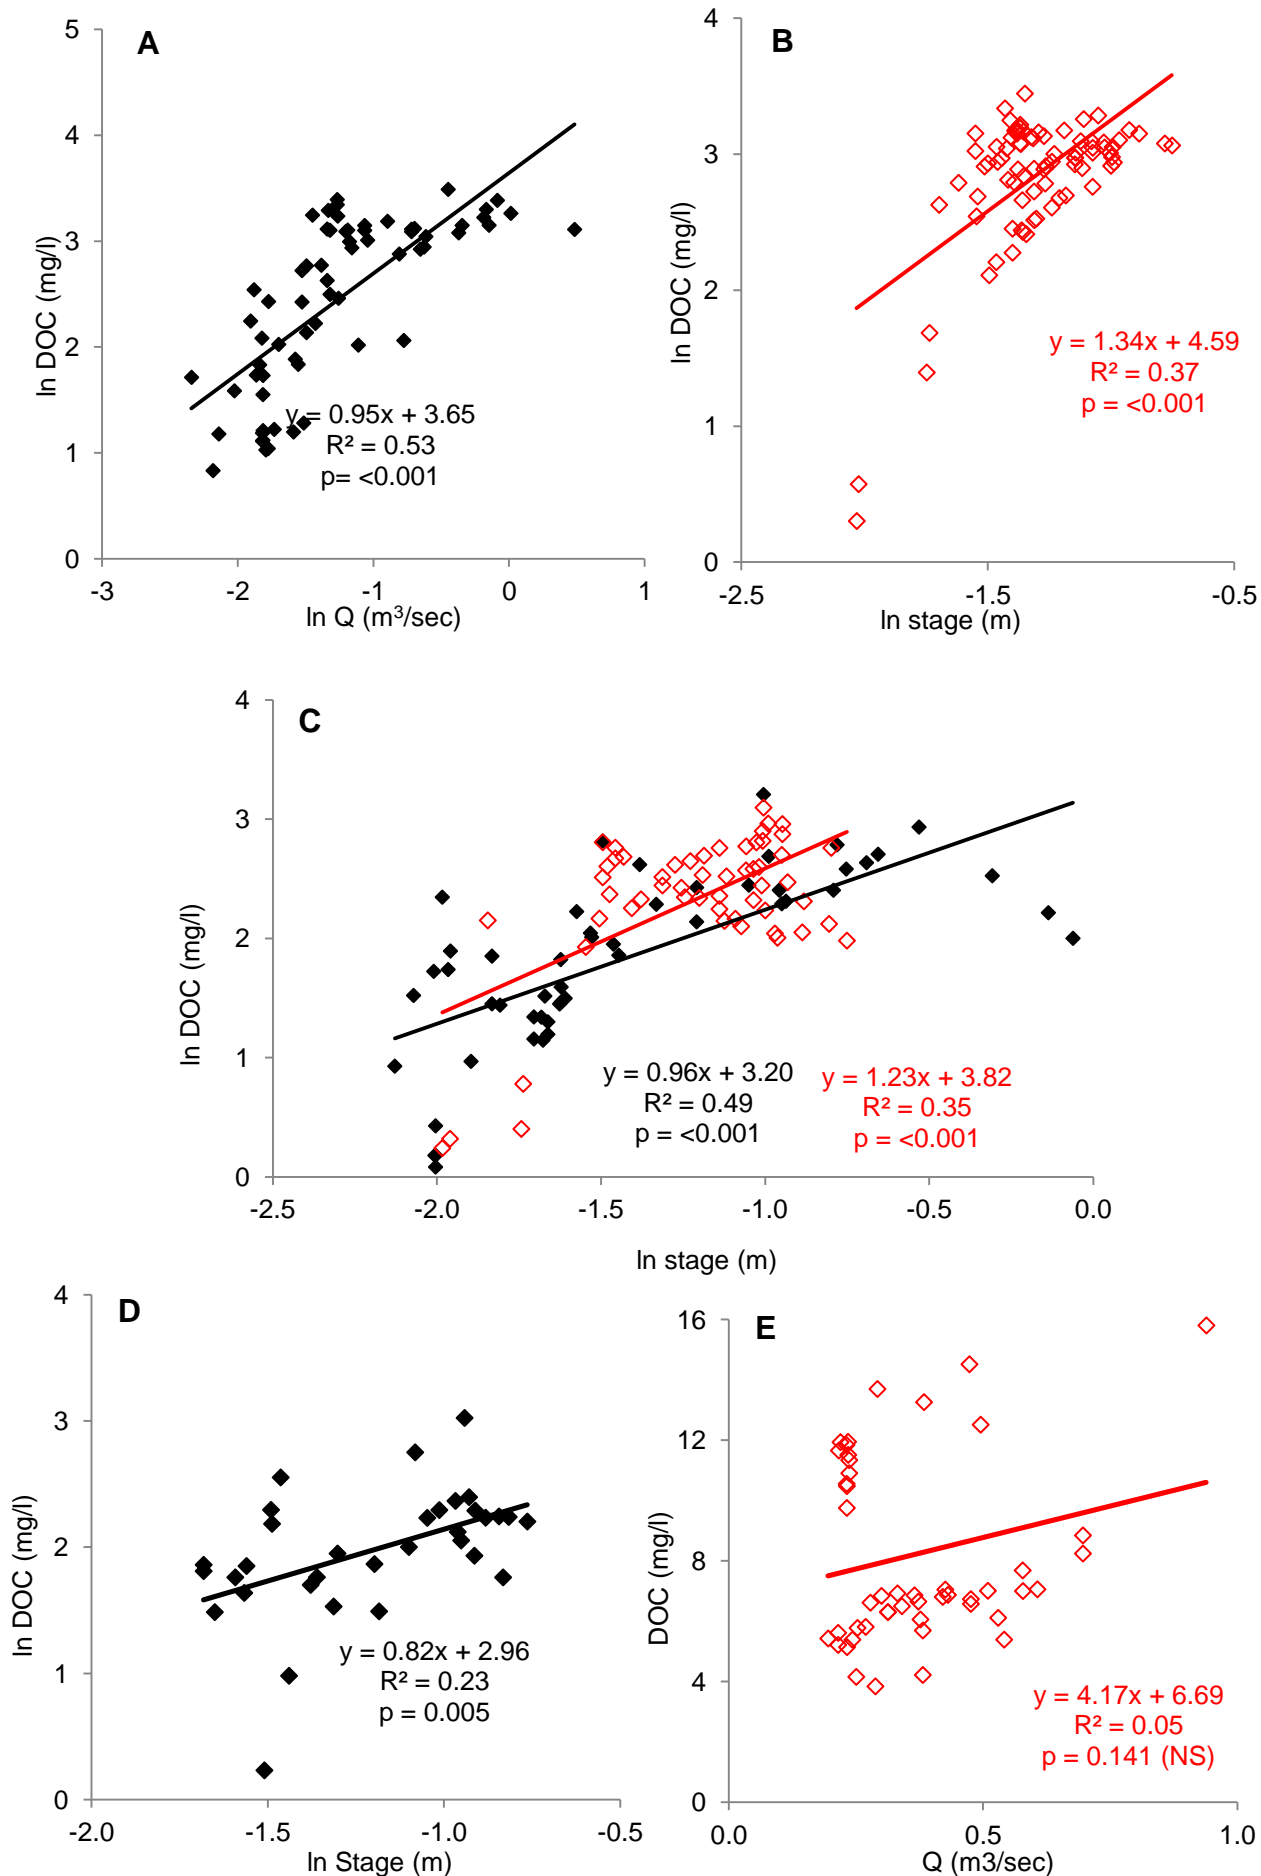 A
5
4
3
2
1
0
ln DOC (mg/l)
-3
-2
-1
0
1
ln Q (m³/sec)
y = 0.95x + 3.65
R² = 0.53
p= <0.001
B
4
3
2
1
0
ln DOC (mg/l)
-2.5
-1.5
-0.5
ln stage (m)
y = 1.34x + 4.59
R² = 0.37
p = <0.001
C
4
3
2
1
0
ln DOC (mg/l)
-2.5
-2.0
-1.5
-1.0
-0.5
0.0
ln stage (m)
y = 0.96x + 3.20
R² = 0.49
p = <0.001
y = 1.23x + 3.82
R² = 0.35
p = <0.001
D
4
3
2
1
0
ln DOC (mg/l)
-2.0
-1.5
-1.0
-0.5
ln Stage (m)
y = 0.82x + 2.96
R² = 0.23
p = 0.005
E
16
12
8
4
0
DOC (mg/l)
0.0
0.5
1.0
Q (m3/sec)
y = 4.17x + 6.69
R² = 0.05
p = 0.141 (NS)